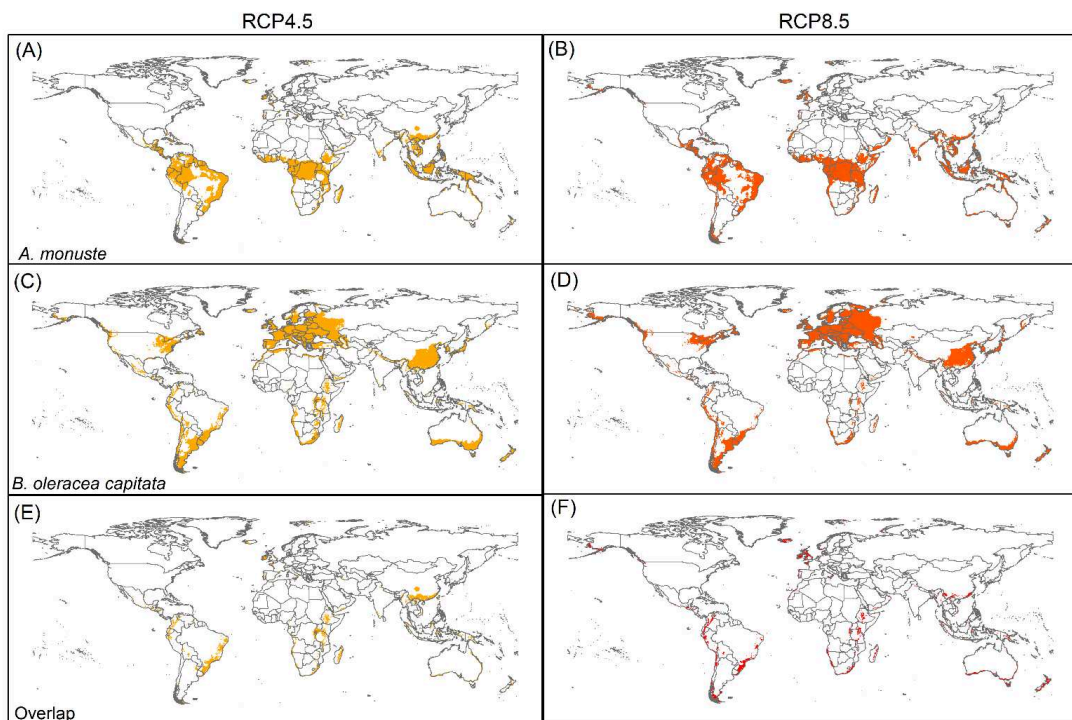 RCP4.5
RCP8.5
(A)
(B)
A. monuste
(C)
(D)
B. oleracea capitata
(E)
(F)
Overlap